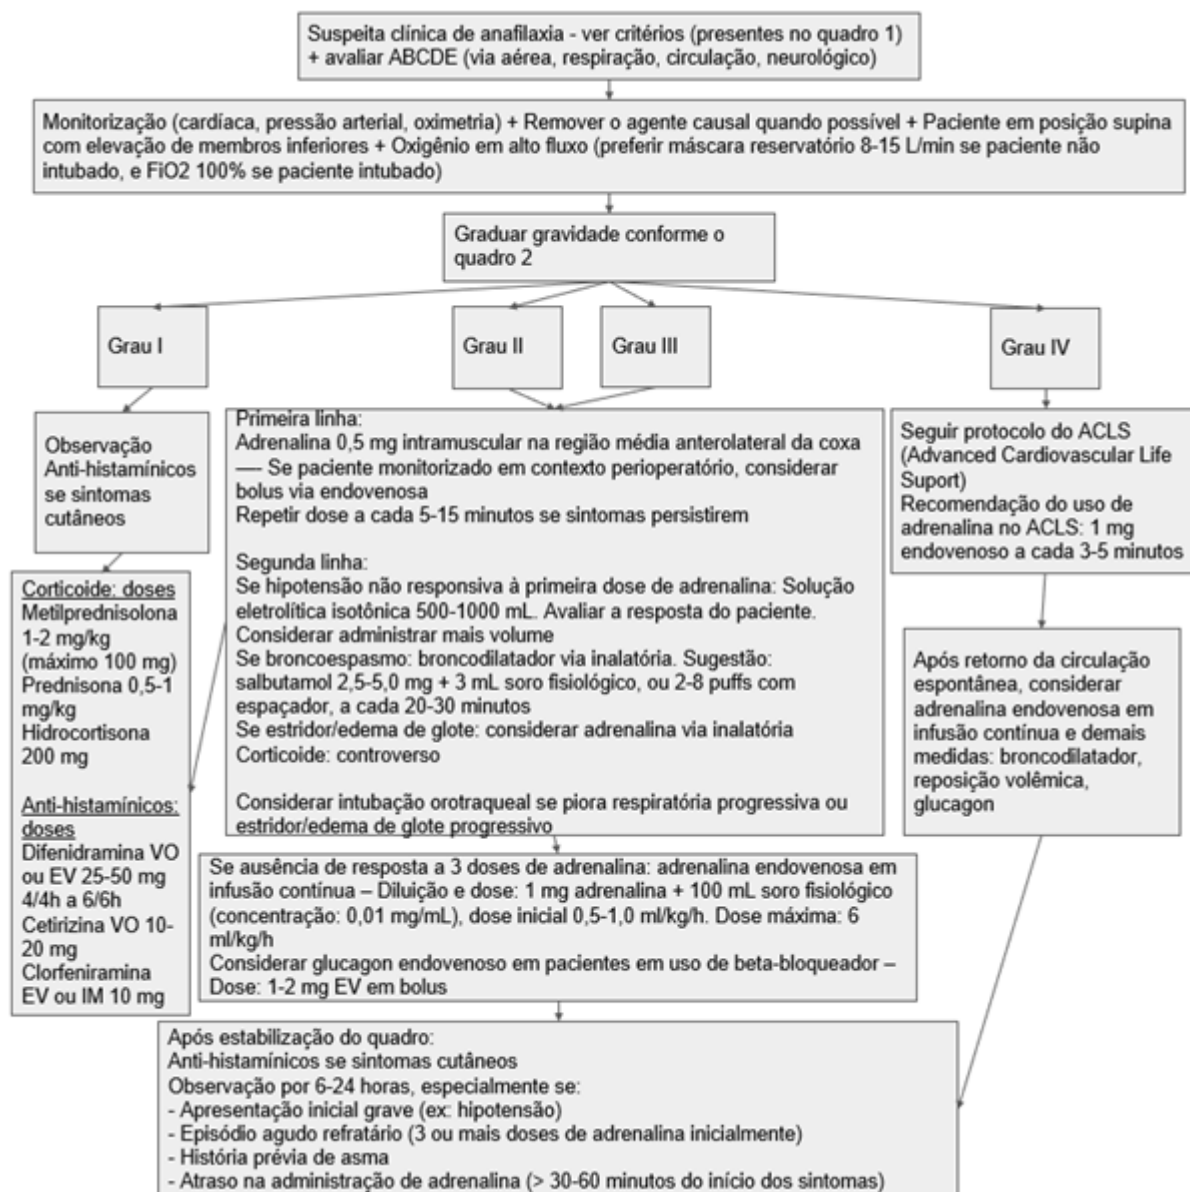 Suspeita clínica de anafilaxia - ver critérios (presentes no quadro 1)
+ avaliar ABCDE (via aérea, respiração, circulação, neurológico)
Monitorização (cardíaca, pressão arterial, oximetria) + Remover o agente causal quando possível + Paciente em posição supina
com elevação de membros inferiores + Oxigênio em alto fluxo (preferir máscara reservatório 8-15 L/min se paciente não
intubado, e FiO2 100% se paciente intubado)
Graduar gravidade conforme o
quadro 2
Grau I
Grau II
Grau III
Grau IV
Observação
Anti-histamínicos
se sintomas
cutâneos
Corticoide: doses
Metilprednisolona
1-2 mg/kg
(máximo 100 mg)
Prednisona 0,5-1
mg/kg
Hidrocortisona
200 mg
Anti-histamínicos:
doses
Difenidramina VO
ou EV 25-50 mg
4/4h a 6/6h
Cetirizina VO 10-
20 mg
Clorfeniramina
EV ou IM 10 mg
Primeira linha:
Adrenalina 0,5 mg intramuscular na região média anterolateral da coxa
—- Se paciente monitorizado em contexto perioperatório, considerar
bolus via endovenosa
Repetir dose a cada 5-15 minutos se sintomas persistirem
Segunda linha:
Se hipotensão não responsiva à primeira dose de adrenalina: Solução
eletrolítica isotônica 500-1000 mL. Avaliar a resposta do paciente.
Considerar administrar mais volume
Se broncoespasmo: broncodilatador via inalatória. Sugestão:
salbutamol 2,5-5,0 mg + 3 mL soro fisiológico, ou 2-8 puffs com
espaçador, a cada 20-30 minutos
Se estridor/edema de glote: considerar adrenalina via inalatória
Corticoide: controverso
Considerar intubação orotraqueal se piora respiratória progressiva ou
estridor/edema de glote progressivo
Seguir protocolo do ACLS
(Advanced Cardiovascular Life
Suport)
Recomendação do uso de
adrenalina no ACLS: 1 mg
endovenoso a cada 3-5 minutos
Após retorno da circulação
espontânea, considerar
adrenalina endovenosa em
infusão contínua e demais
medidas: broncodilatador,
reposição volêmica,
glucagon
Se ausência de resposta a 3 doses de adrenalina: adrenalina endovenosa em
infusão contínua – Diluição e dose: 1 mg adrenalina + 100 mL soro fisiológico
(concentração: 0,01 mg/mL), dose inicial 0,5-1,0 ml/kg/h. Dose máxima: 6
ml/kg/h
Considerar glucagon endovenoso em pacientes em uso de beta-bloqueador –
Dose: 1-2 mg EV em bolus
Após estabilização do quadro:
Anti-histamínicos se sintomas cutâneos
Observação por 6-24 horas, especialmente se:
- Apresentação inicial grave (ex: hipotensão)
- Episódio agudo refratário (3 ou mais doses de adrenalina inicialmente)
- História prévia de asma
- Atraso na administração de adrenalina (> 30-60 minutos do início dos sintomas)